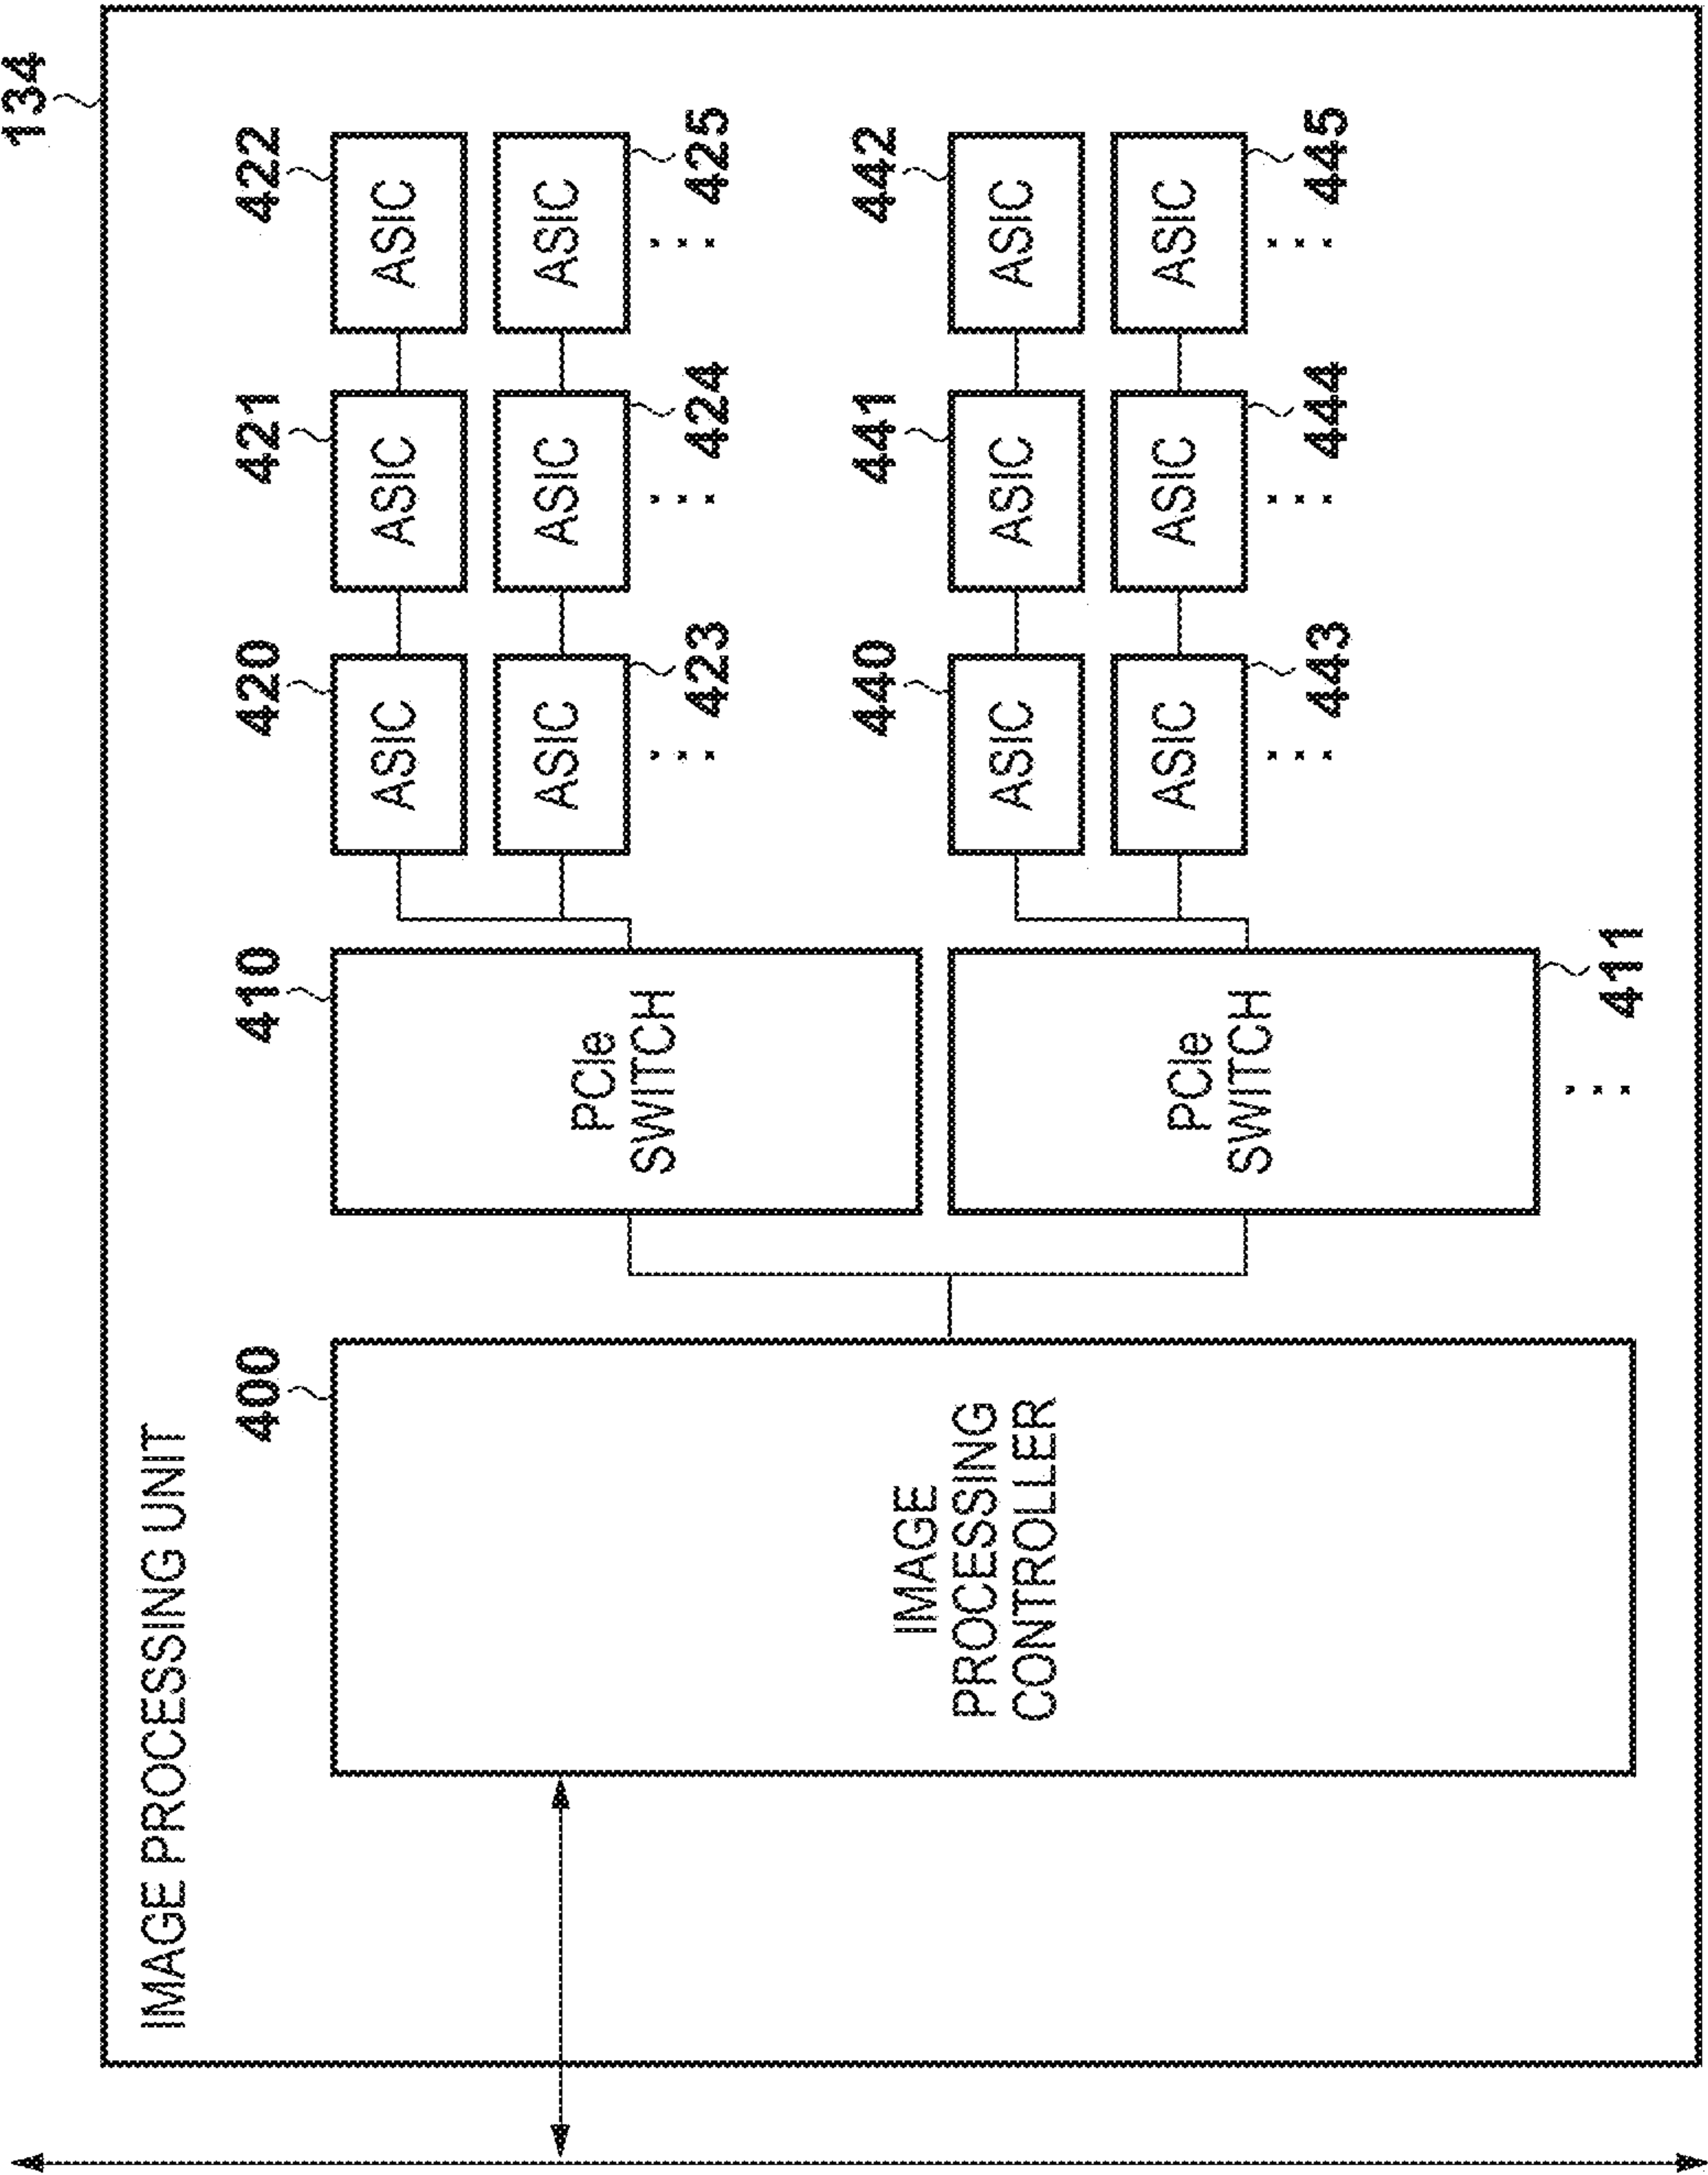 134
IMAGE PROCESSING UNIT
400
IMAGE
PROCESSING
CONTROLLER
410
PCIe
SWITCH
PCIe
SWITCH
411
420
ASIC
421
ASIC
422
ASIC
ASIC
423
ASIC
424
ASIC
425
440
ASIC
441
ASIC
442
ASIC
ASIC
443
ASIC
444
ASIC
445